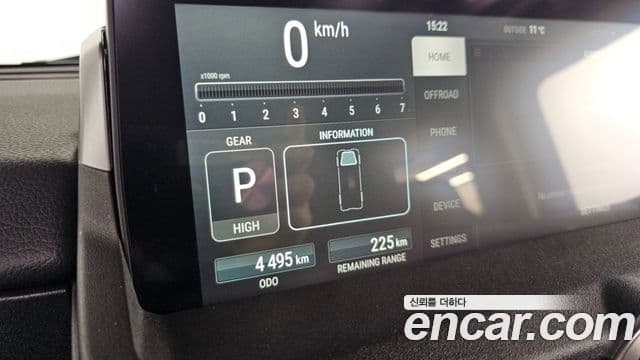 0 km/h
15:22
OUTSIDE 11 °C
x1000 rpm
0 1 2 3 4 5 6 7
GEAR
P
HIGH
INFORMATION
4 495 km
ODO
225 km
REMAINING RANGE
HOME
OFFROAD
PHONE
DEVICE
SETTINGS
신뢰를 더하다
encar.com